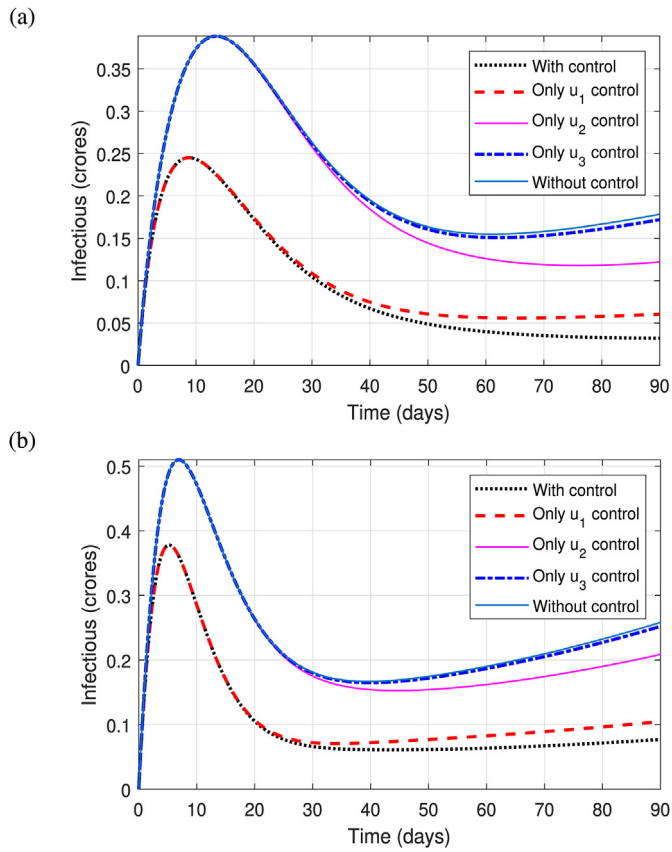 (a)
0.35
0.3
0.25
0.2
0.15
0.1
0.05
0
Infectious (crores)
With control
Only u1 control
Only u2 control
Only u3 control
Without control
0 10 20 30 40 50 60 70 80 90
Time (days)
(b)
0.5
0.4
0.3
0.2
0.1
0
Infectious (crores)
With control
Only u1 control
Only u2 control
Only u3 control
Without control
0 10 20 30 40 50 60 70 80 90
Time (days)